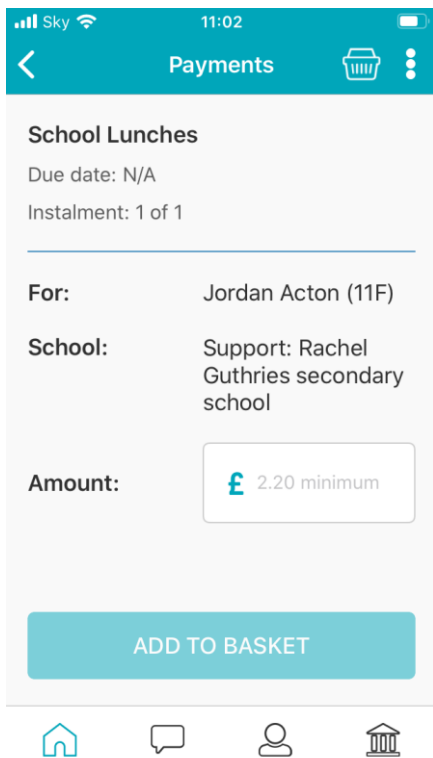 Sky 11:02
Payments
School Lunches
Due date: N/A
Instalment: 1 of 1
For: Jordan Acton (11F)
School: Support: Rachel
Guthries secondary
school
Amount: £ 2.20 minimum
ADD TO BASKET